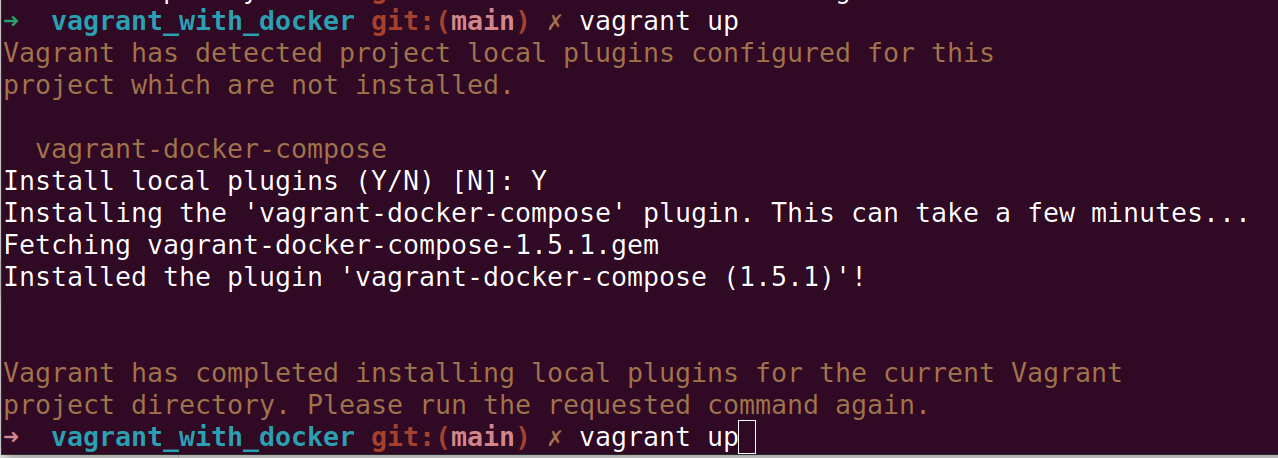 ➜  vagrant_with_docker git:(main) ✗ vagrant up
Vagrant has detected project local plugins configured for this
project which are not installed.
  vagrant-docker-compose
Install local plugins (Y/N) [N]: Y
Installing the 'vagrant-docker-compose' plugin. This can take a few minutes...
Fetching vagrant-docker-compose-1.5.1.gem
Installed the plugin 'vagrant-docker-compose (1.5.1)'!
Vagrant has completed installing local plugins for the current Vagrant
project directory. Please run the requested command again.
➜  vagrant_with_docker git:(main) ✗ vagrant up